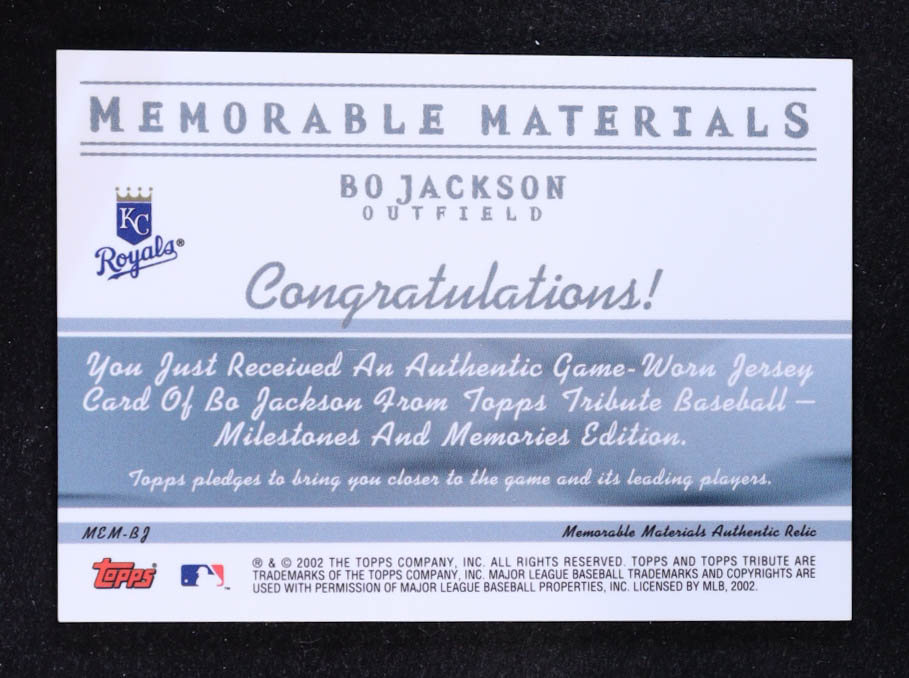 MEMORABLE MATERIALS
BO JACKSON
OUTFIELD
KC
Royals®
Congratulations!
You Just Received An Authentic Game-Worn Jersey
Card Of Bo Jackson From Topps Tribute Baseball –
Milestones And Memories Edition.
Topps pledges to bring you closer to the game and its leading players.
MEM-BJ
Memorable Materials Authentic Relic
topps
® & © 2002 THE TOPPS COMPANY, INC. ALL RIGHTS RESERVED. TOPPS AND TOPPS TRIBUTE ARE
TRADEMARKS OF THE TOPPS COMPANY, INC. MAJOR LEAGUE BASEBALL TRADEMARKS AND COPYRIGHTS ARE
USED WITH PERMISSION OF MAJOR LEAGUE BASEBALL PROPERTIES, INC. LICENSED BY MLB, 2002.